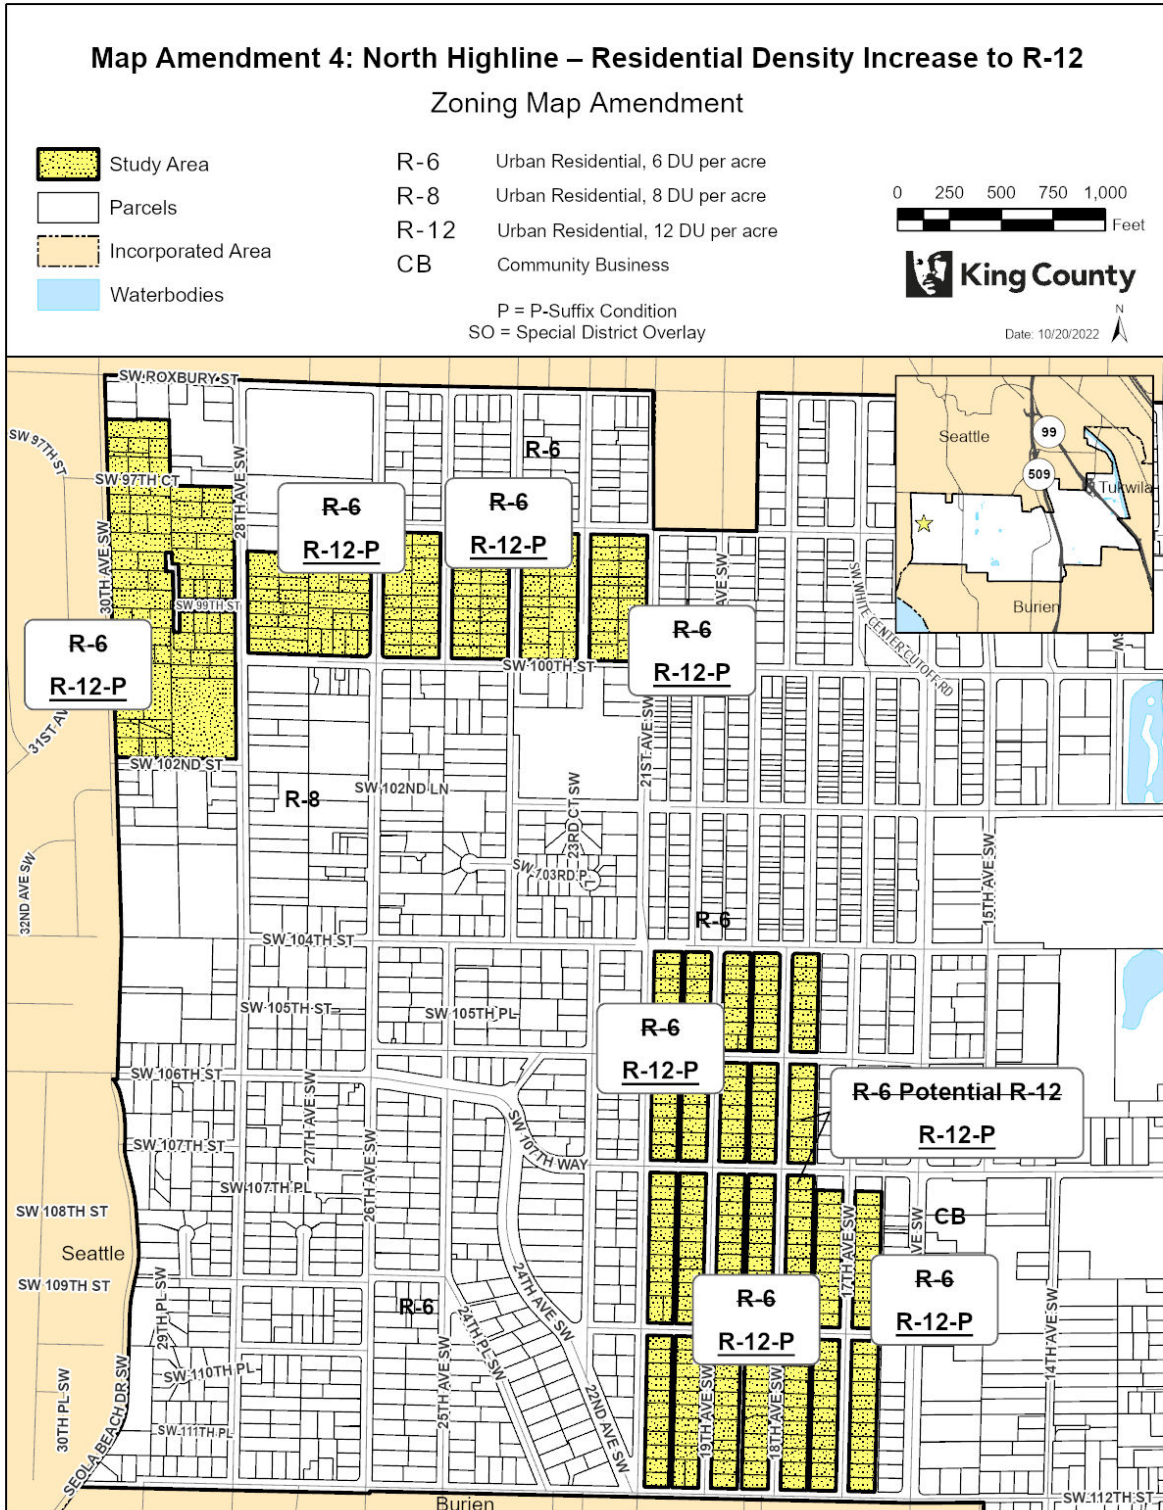 Map Amendment 4: North Highline – Residential Density Increase to R-12
Zoning Map Amendment
Study Area
Parcels
Incorporated Area
Waterbodies
R-6 Urban Residential, 6 DU per acre
R-8 Urban Residential, 8 DU per acre
R-12 Urban Residential, 12 DU per acre
CB Community Business
P = P-Suffix Condition
SO = Special District Overlay
0 250 500 750 1,000
Feet
King County
N
Date: 10/20/2022
SW ROXBURY ST
SW 97TH ST
SW 97TH CT
28TH AVE SW
30TH AVE SW
SW 99TH ST
R-6
R-6
R-12-P
R-6
R-12-P
R-6
R-12-P
R-6
R-12-P
Seattle
99
509
Tukwila
Burien
AVE SW
SW WHITE CENTER CUTOFF RD
SW
SW 100TH ST
31ST AV
SW 102ND ST
21ST AVE SW
R-8
SW 102ND LN
23RD CT SW
SW 103RD PL
32ND AVE SW
15TH AVE SW
R-6
SW 104TH ST
SW 105TH ST
SW 105TH PL
R-6
R-12-P
SW 106TH ST
27TH AVE SW
SW 107TH ST
SW 107TH WAY
R-6 Potential R-12
R-12-P
SW 107TH PL
26TH AVE SW
SW 108TH ST
Seattle
SW 109TH ST
17TH AVE SW
AVE SW
CB
R-6
R-12-P
R-6
R-12-P
29TH PL SW
R-6
24TH AVE SW
24TH PL SW
14TH AVE SW
SW 110TH PL
SW 111TH PL
25TH AVE SW
22ND AVE SW
19TH AVE SW
18TH AVE SW
30TH PL SW
SEOLA BEACH DR SW
SW 112TH ST
Burien